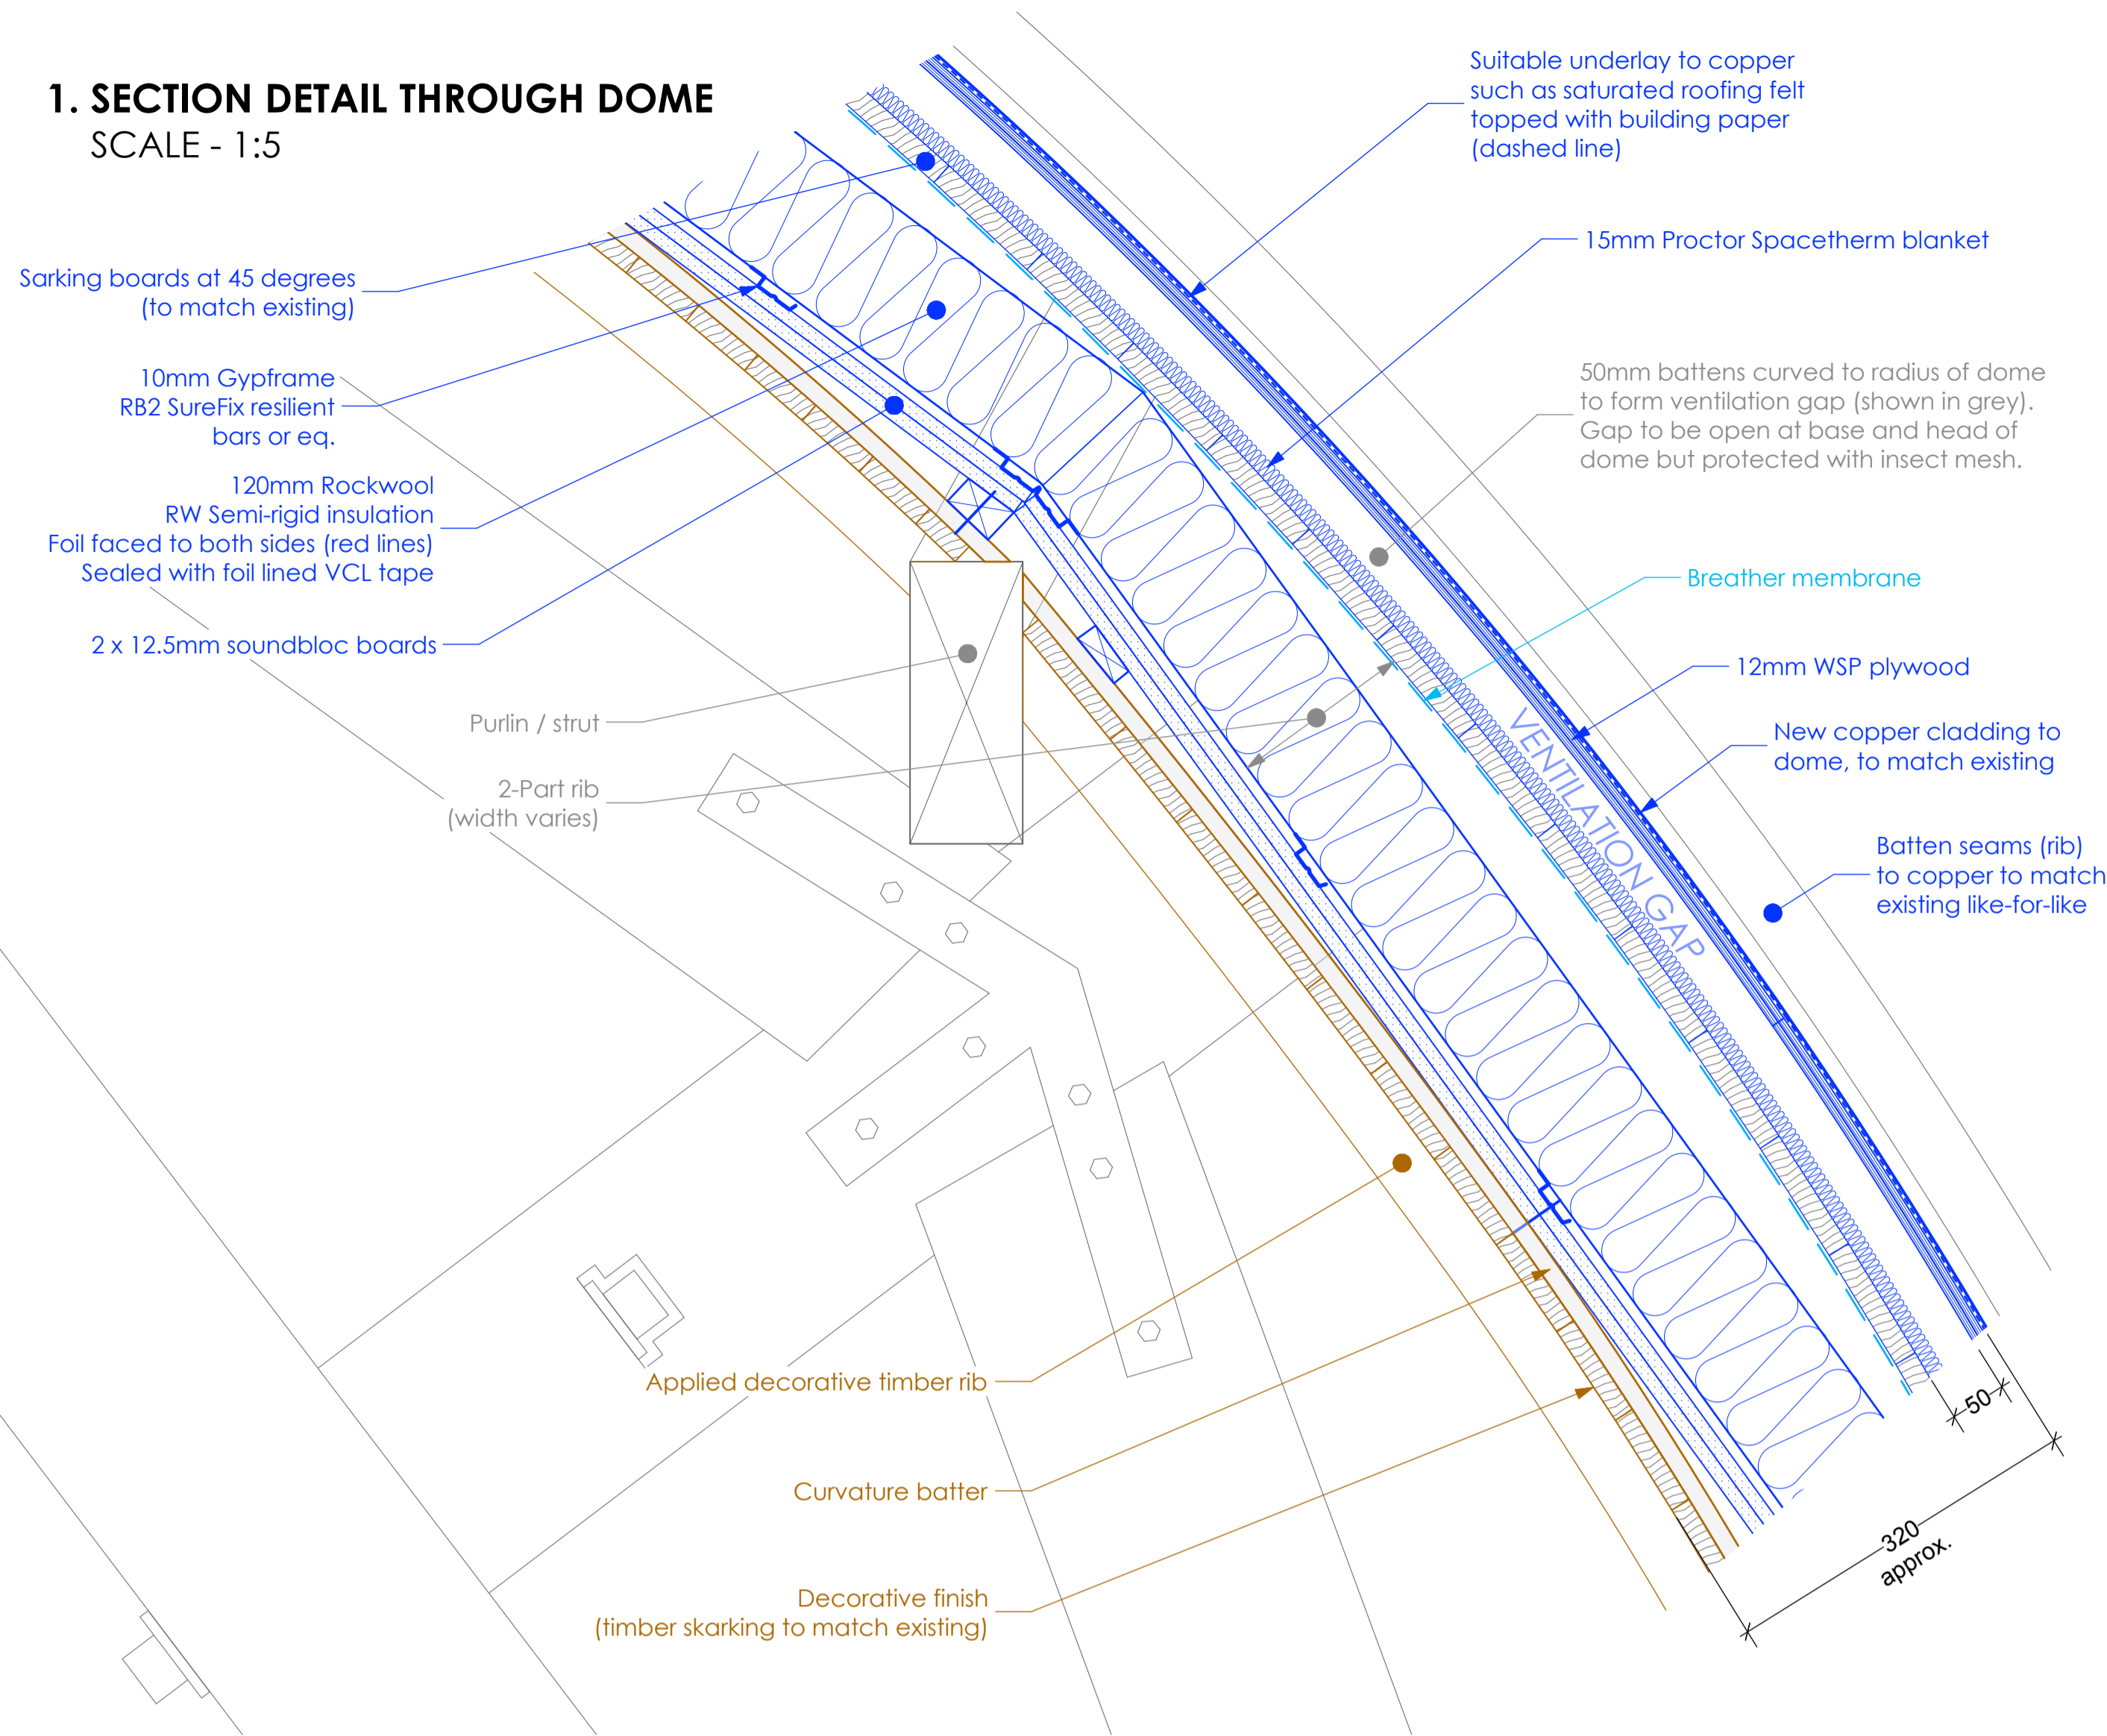 1. SECTION DETAIL THROUGH DOME
SCALE - 1:5
Sarking boards at 45 degrees
(to match existing)
10mm Gypframe
RB2 SureFix resilient
bars or eq.
120mm Rockwool
RW Semi-rigid insulation
Foil faced to both sides (red lines)
Sealed with foil lined VCL tape
2 x 12.5mm soundbloc boards
Purlin / strut
2-Part rib
(width varies)
Applied decorative timber rib
Curvature batter
Decorative finish
(timber skarking to match existing)
Suitable underlay to copper
such as saturated roofing felt
topped with building paper
(dashed line)
15mm Proctor Spacetherm blanket
50mm battens curved to radius of dome
to form ventilation gap (shown in grey).
Gap to be open at base and head of
dome but protected with insect mesh.
Breather membrane
12mm WSP plywood
New copper cladding to
dome, to match existing
Batten seams (rib)
to copper to match
existing like-for-like
VENTILATION GAP
50
320
approx.